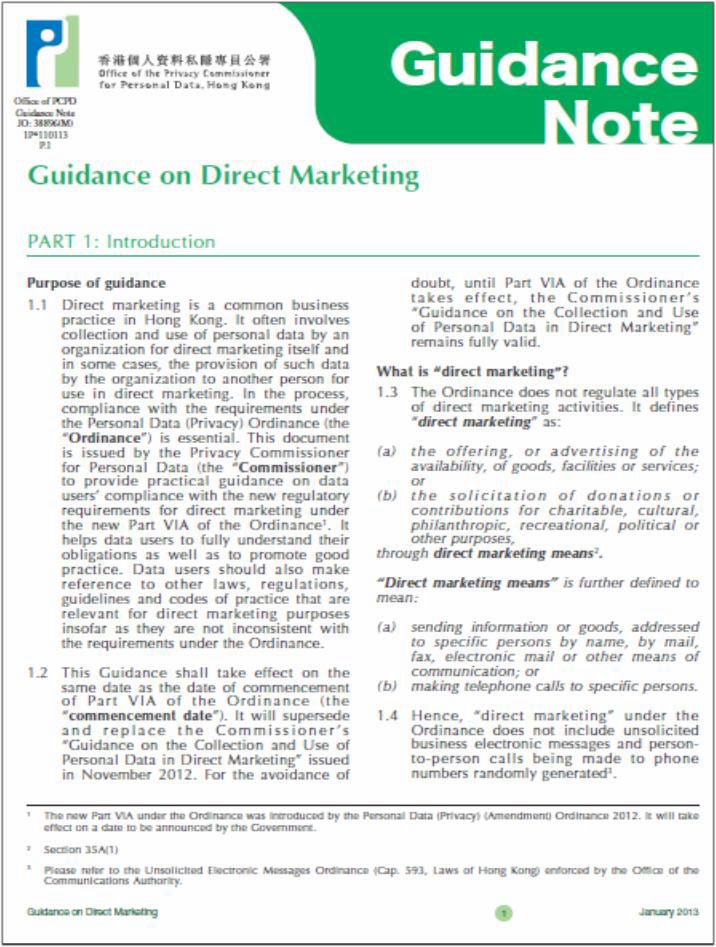 香港個人資料私隱專員公署
Office of the Privacy Commissioner
for Personal Data, Hong Kong
Office of PCPD
Guidance Note
JO: 38896(M)
1P*110113
P.1
Guidance
Note
Guidance on Direct Marketing
PART 1: Introduction
Purpose of guidance
1.1 Direct marketing is a common business
practice in Hong Kong. It often involves
collection and use of personal data by an
organization for direct marketing itself and
in some cases, the provision of such data
by the organization to another person for
use in direct marketing. In the process,
compliance with the requirements under
the Personal Data (Privacy) Ordinance (the
“Ordinance”) is essential. This document
is issued by the Privacy Commissioner
for Personal Data (the “Commissioner”)
to provide practical guidance on data
users’ compliance with the new regulatory
requirements for direct marketing under
the new Part VIA of the Ordinance¹. It
helps data users to fully understand their
obligations as well as to promote good
practice. Data users should also make
reference to other laws, regulations,
guidelines and codes of practice that are
relevant for direct marketing purposes
insofar as they are not inconsistent with
the requirements under the Ordinance.
1.2 This Guidance shall take effect on the
same date as the date of commencement
of Part VIA of the Ordinance (the
“commencement date”). It will supersede
and replace the Commissioner’s
“Guidance on the Collection and Use of
Personal Data in Direct Marketing” issued
in November 2012. For the avoidance of
doubt, until Part VIA of the Ordinance
takes effect, the Commissioner’s
“Guidance on the Collection and Use
of Personal Data in Direct Marketing”
remains fully valid.
What is “direct marketing”?
1.3 The Ordinance does not regulate all types
of direct marketing activities. It defines
“direct marketing” as:
(a) the offering, or advertising of the
availability, of goods, facilities or services;
or
(b) the solicitation of donations or
contributions for charitable, cultural,
philanthropic, recreational, political or
other purposes,
through direct marketing means².
“Direct marketing means” is further defined to
mean:
(a) sending information or goods, addressed
to specific persons by name, by mail,
fax, electronic mail or other means of
communication; or
(b) making telephone calls to specific persons.
1.4 Hence, “direct marketing” under the
Ordinance does not include unsolicited
business electronic messages and person-
to-person calls being made to phone
numbers randomly generated³.
¹ The new Part VIA under the Ordinance was introduced by the Personal Data (Privacy) (Amendment) Ordinance 2012. It will take
effect on a date to be announced by the Government.
² Section 35A(1)
³ Please refer to the Unsolicited Electronic Messages Ordinance (Cap. 593, Laws of Hong Kong) enforced by the Office of the
Communications Authority.
Guidance on Direct Marketing
1
January 2013